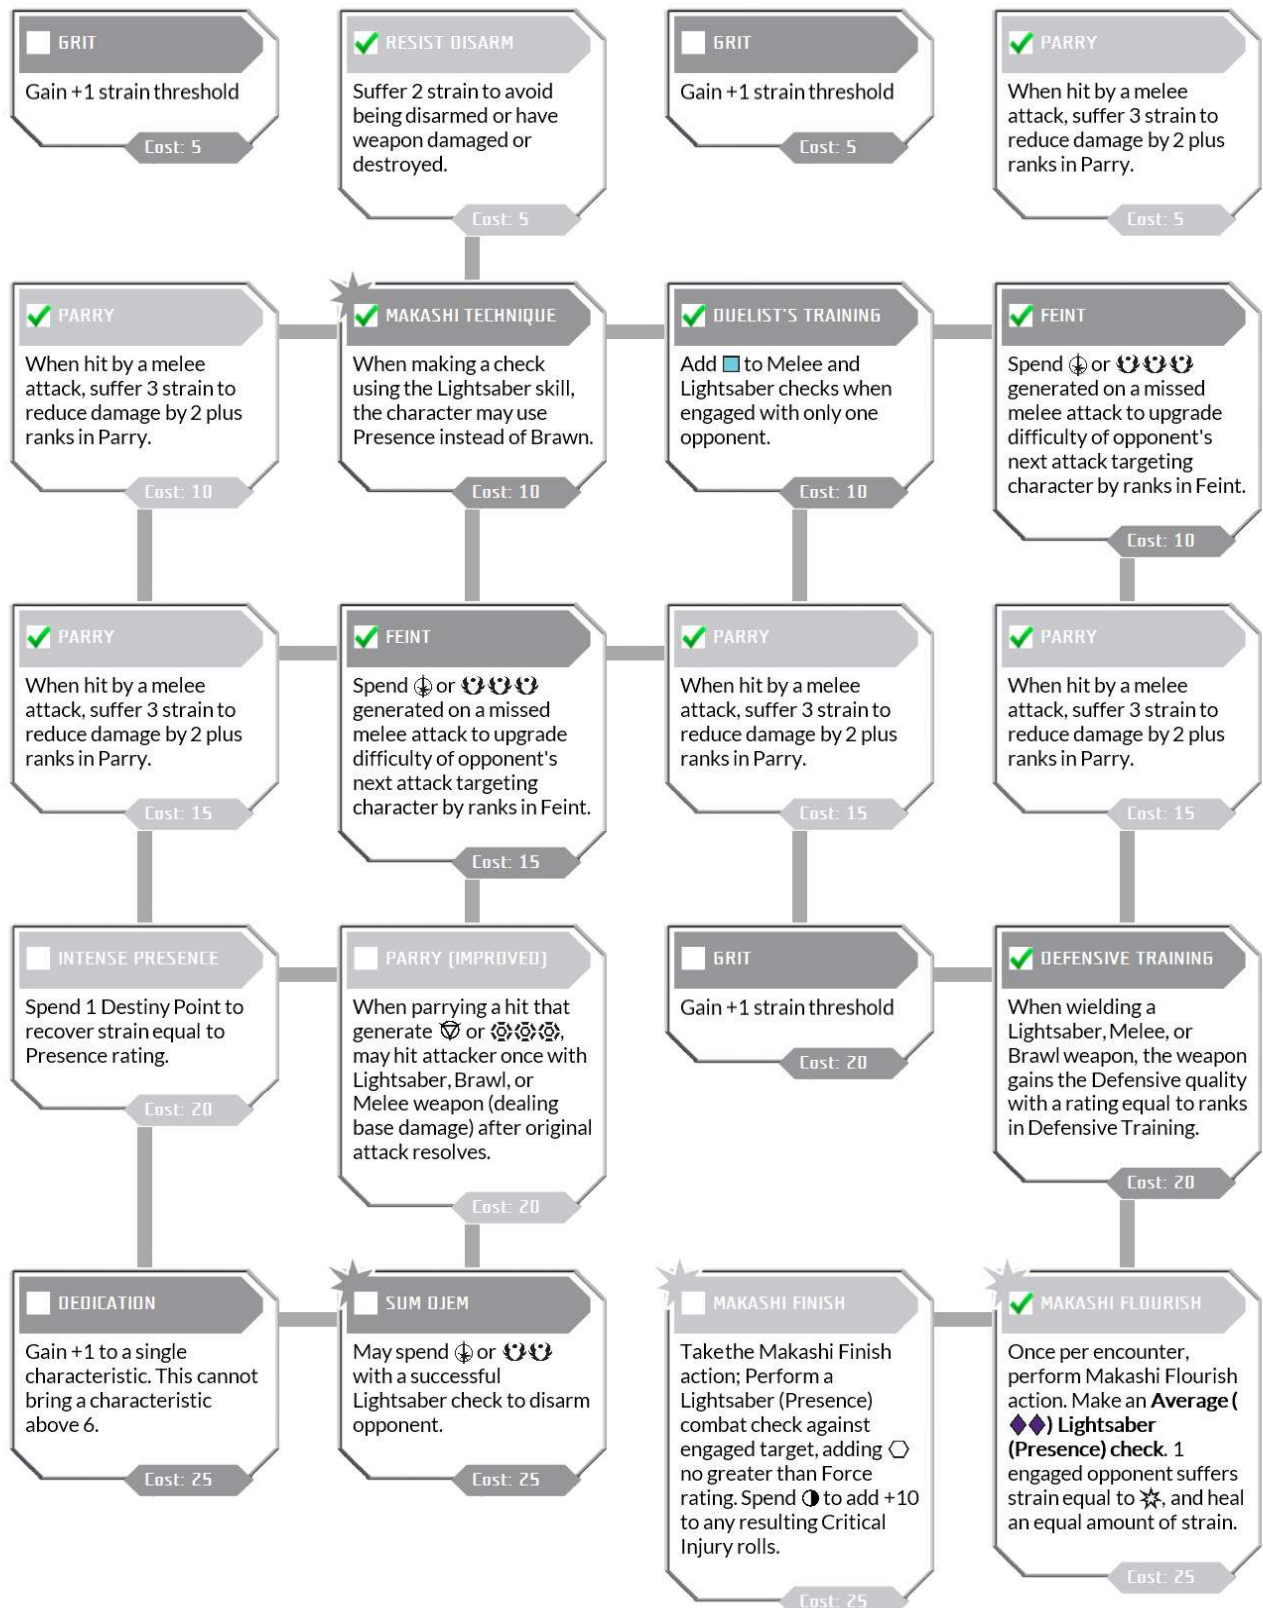 GRIT
Gain +1 strain threshold
Cost: 5
RESIST DISARM
Suffer 2 strain to avoid
being disarmed or have
weapon damaged or
destroyed.
Cost: 5
GRIT
Gain +1 strain threshold
Cost: 5
PARRY
When hit by a melee
attack, suffer 3 strain to
reduce damage by 2 plus
ranks in Parry.
Cost: 5
PARRY
When hit by a melee
attack, suffer 3 strain to
reduce damage by 2 plus
ranks in Parry.
Cost: 10
MAKASHI TECHNIQUE
When making a check
using the Lightsaber skill,
the character may use
Presence instead of Brawn.
Cost: 10
DUELIST'S TRAINING
Add to Melee and
Lightsaber checks when
engaged with only one
opponent.
Cost: 10
FEINT
Spend or
generated on a missed
melee attack to upgrade
difficulty of opponent's
next attack targeting
character by ranks in Feint.
Cost: 10
PARRY
When hit by a melee
attack, suffer 3 strain to
reduce damage by 2 plus
ranks in Parry.
Cost: 15
FEINT
Spend or
generated on a missed
melee attack to upgrade
difficulty of opponent's
next attack targeting
character by ranks in Feint.
Cost: 15
PARRY
When hit by a melee
attack, suffer 3 strain to
reduce damage by 2 plus
ranks in Parry.
Cost: 15
PARRY
When hit by a melee
attack, suffer 3 strain to
reduce damage by 2 plus
ranks in Parry.
Cost: 15
INTENSE PRESENCE
Spend 1 Destiny Point to
recover strain equal to
Presence rating.
Cost: 20
PARRY (IMPROVED)
When parrying a hit that
generate or ,
may hit attacker once with
Lightsaber, Brawl, or
Melee weapon (dealing
base damage) after original
attack resolves.
Cost: 20
GRIT
Gain +1 strain threshold
Cost: 20
DEFENSIVE TRAINING
When wielding a
Lightsaber, Melee, or
Brawl weapon, the weapon
gains the Defensive quality
with a rating equal to ranks
in Defensive Training.
Cost: 20
DEDICATION
Gain +1 to a single
characteristic. This cannot
bring a characteristic
above 6.
Cost: 25
SUM DJEM
May spend or
with a successful
Lightsaber check to disarm
opponent.
Cost: 25
MAKASHI FINISH
Takethe Makashi Finish
action; Perform a
Lightsaber (Presence)
combat check against
engaged target, adding
no greater than Force
rating. Spend to add +10
to any resulting Critical
Injury rolls.
Cost: 25
MAKASHI FLOURISH
Once per encounter,
perform Makashi Flourish
action. Make an Average (
) Lightsaber
(Presence) check. 1
engaged opponent suffers
strain equal to , and heal
an equal amount of strain.
Cost: 25